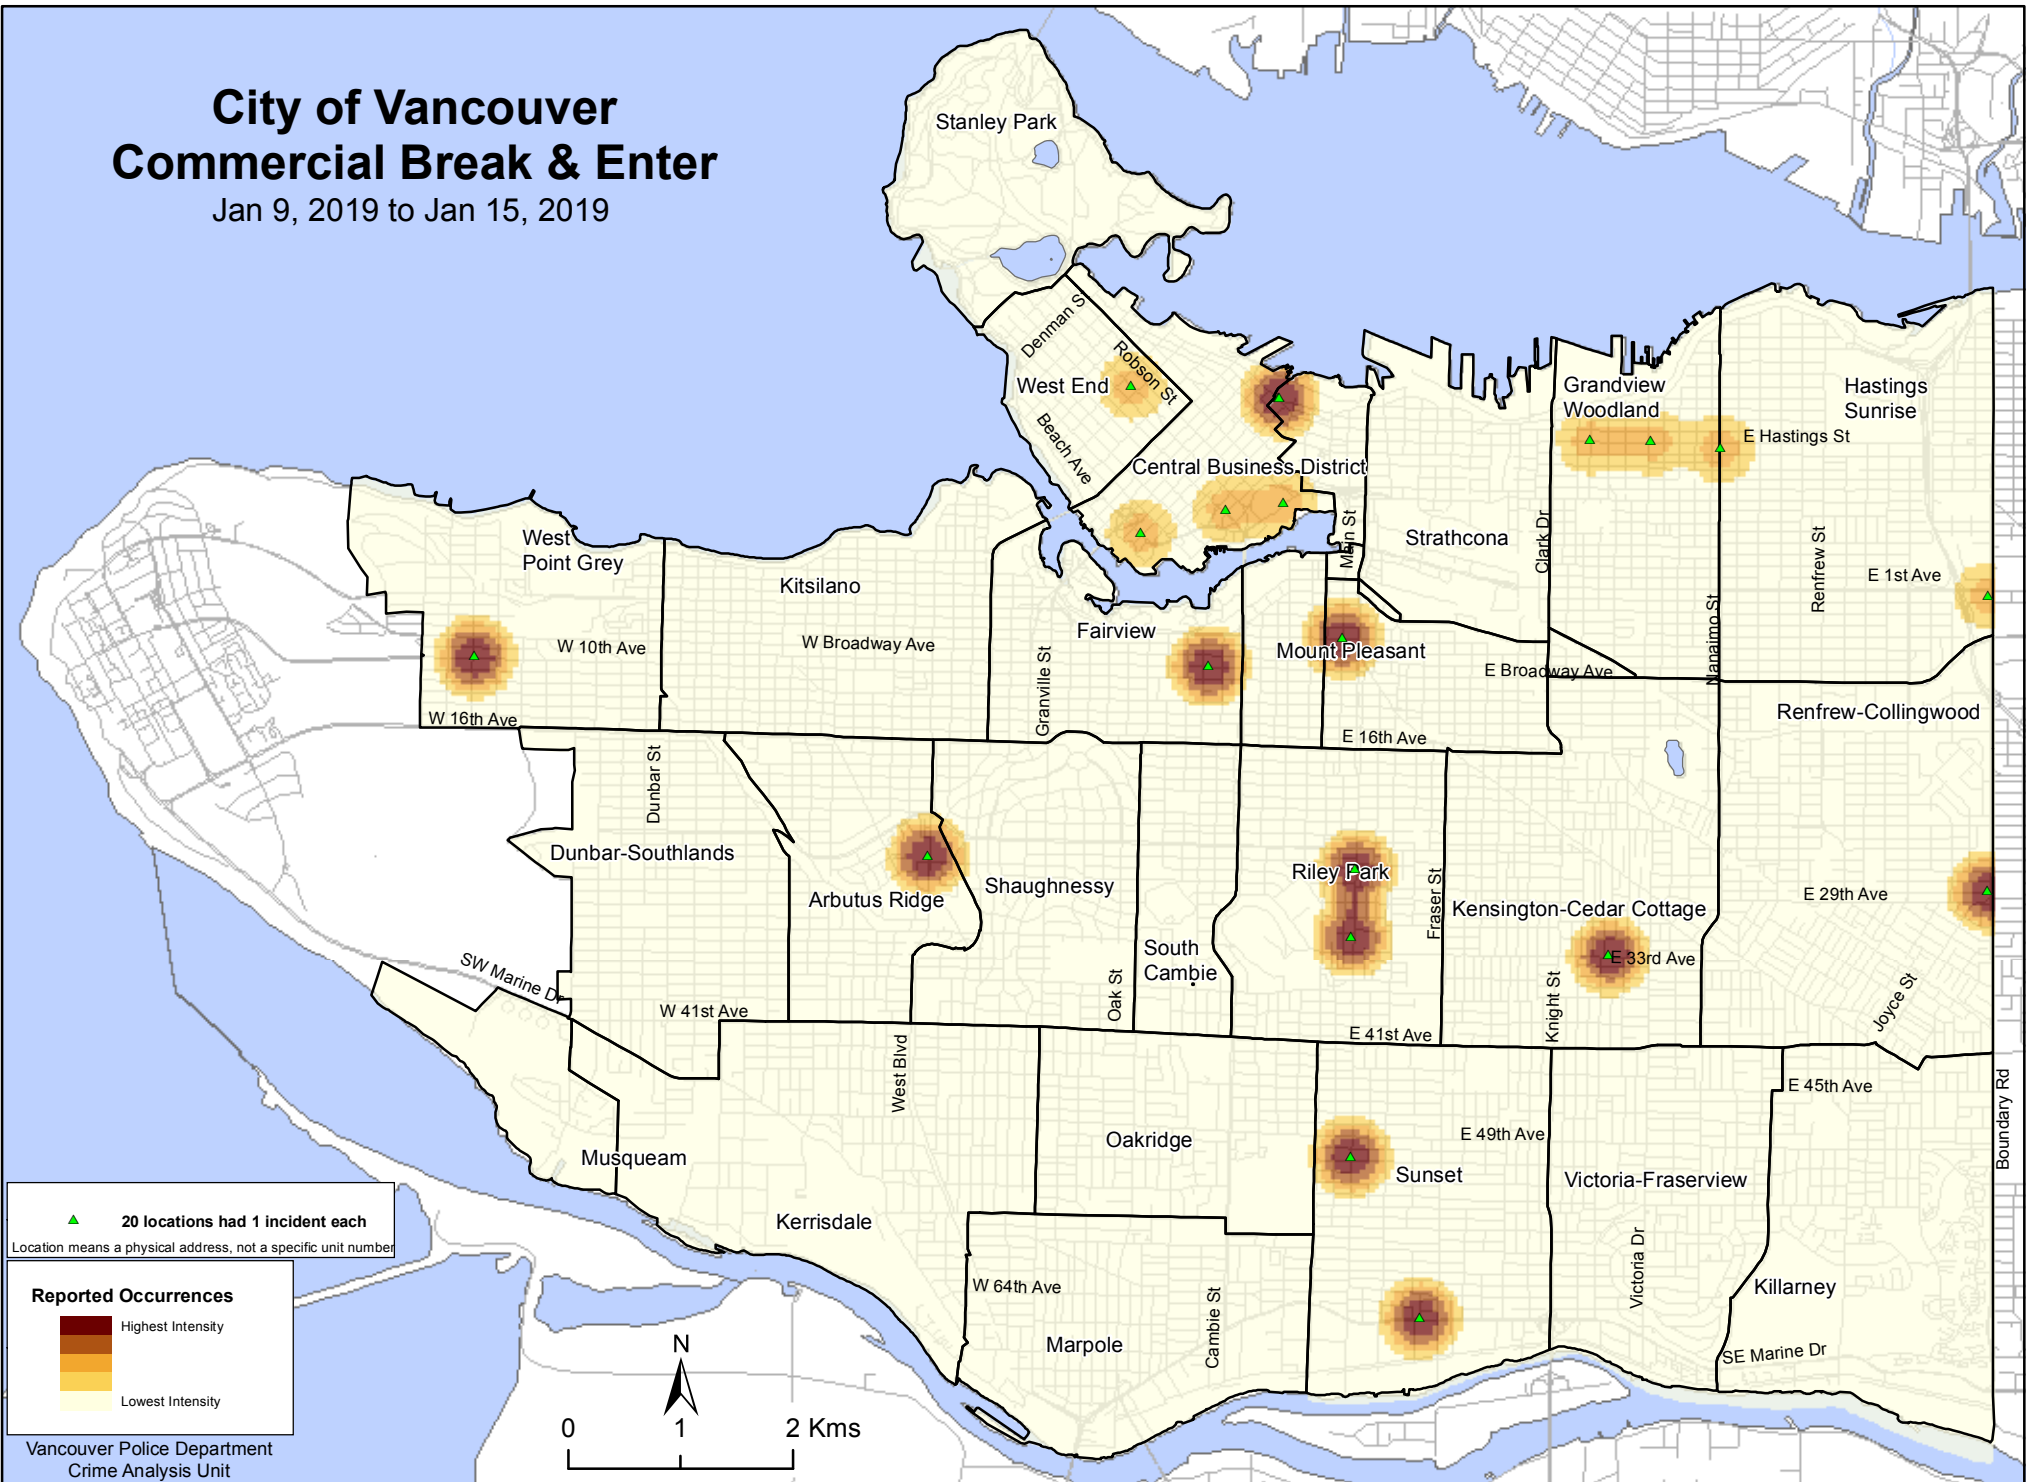 City of Vancouver
Commercial Break & Enter
Jan 9, 2019 to Jan 15, 2019
Stanley Park
Denman S
Robson St
West End
Beach Ave
Central Business District
Grandview
Woodland
Hastings
Sunrise
E Hastings St
West
Point Grey
Kitsilano
Fairview
Main St
Strathcona
Clark Dr
Nanaimo St
Renfrew St
E 1st Ave
W 10th Ave
W Broadway Ave
Granville St
Mount Pleasant
E Broadway Ave
W 16th Ave
E 16th Ave
Renfrew-Collingwood
Dunbar St
Dunbar-Southlands
Arbutus Ridge
Shaughnessy
Riley Park
Fraser St
Kensington-Cedar Cottage
E 29th Ave
South
Cambie
Oak St
E 33rd Ave
Knight St
Joyce St
SW Marine Dr
W 41st Ave
E 41st Ave
West Blvd
E 45th Ave
Boundary Rd
Musqueam
Oakridge
E 49th Ave
Sunset
Victoria-Fraserview
Kerrisdale
Victoria Dr
W 64th Ave
Cambie St
Killarney
Marpole
SE Marine Dr
20 locations had 1 incident each
Location means a physical address, not a specific unit number
Reported Occurrences
Highest Intensity
Lowest Intensity
Vancouver Police Department
Crime Analysis Unit
N
0 1 2 Kms